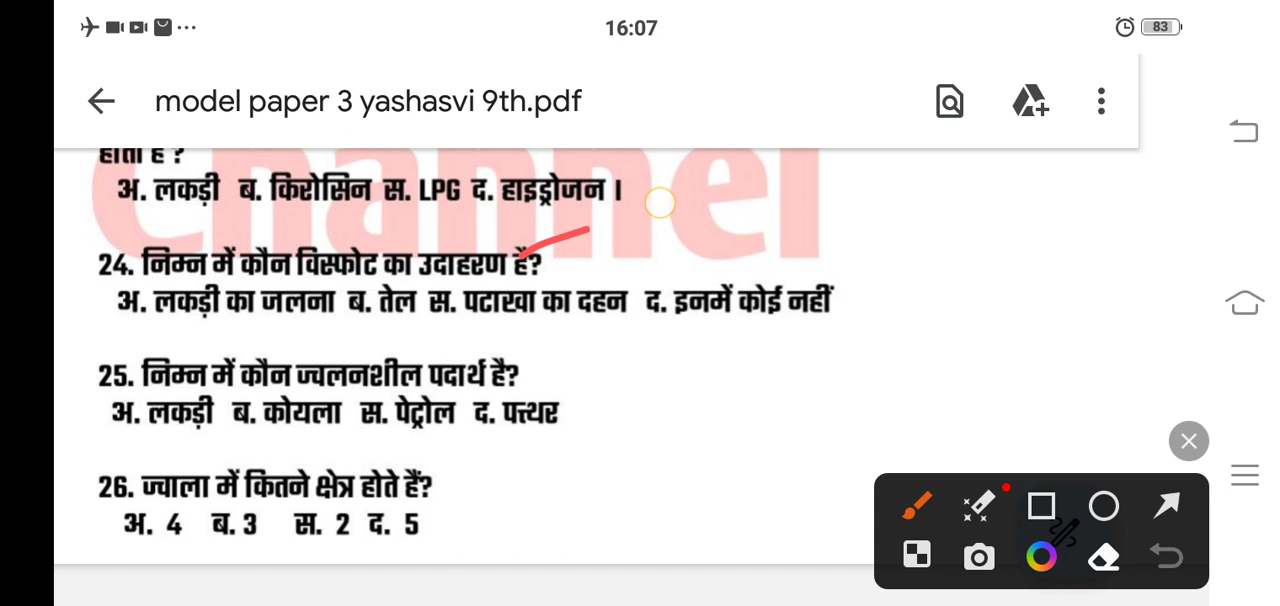 16:07
83
model paper 3 yashasvi 9th.pdf
Channel
होता है ?
अ. लकड़ी ब. किरोसिन स. LPG द. हाइड्रोजन ।
24. निम्न में कौन विस्फोट का उदाहरण हैं?
अ. लकड़ी का जलना ब. तेल स. पटाखा का दहन द. इनमें कोई नहीं
25. निम्न में कौन ज्वलनशील पदार्थ है?
अ. लकड़ी ब. कोयला स. पेट्रोल द. पत्त्थर
26. ज्वाला में कितने क्षेत्र होते हैं?
अ. 4 ब. 3 स. 2 द. 5